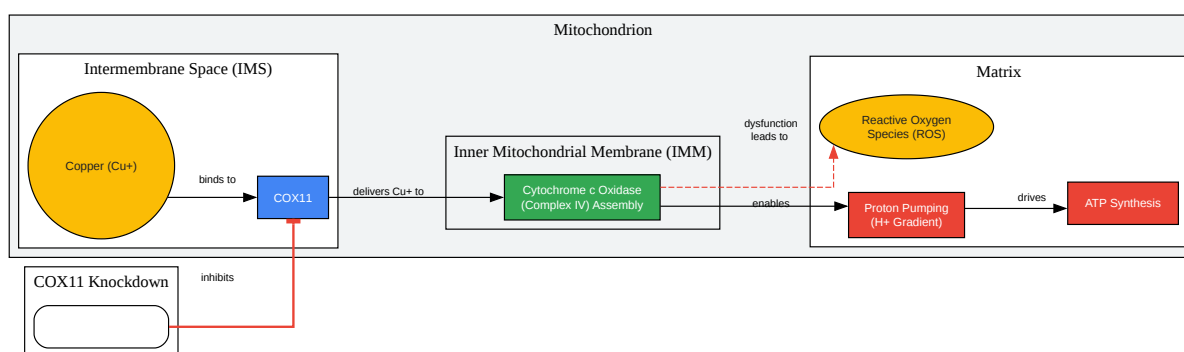 Mitochondrion
Intermembrane Space (IMS)
Copper (Cu+)
binds to
COX11
delivers Cu+ to
Inner Mitochondrial Membrane (IMM)
Cytochrome c Oxidase
(Complex IV) Assembly
dysfunction
leads to
enables
Matrix
Reactive Oxygen
Species (ROS)
Proton Pumping
(H+ Gradient)
drives
ATP Synthesis
COX11 Knockdown
inhibits